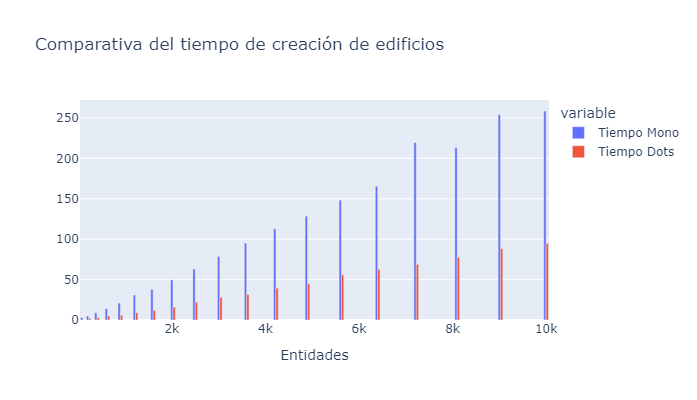 Comparativa del tiempo de creación de edificios
variable
Tiempo Mono
Tiempo Dots
250
200
150
100
50
0
2k 4k 6k 8k 10k
Entidades